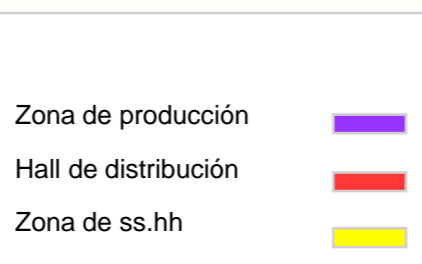 Zona de producción
Hall de distribución
Zona de ss.hh